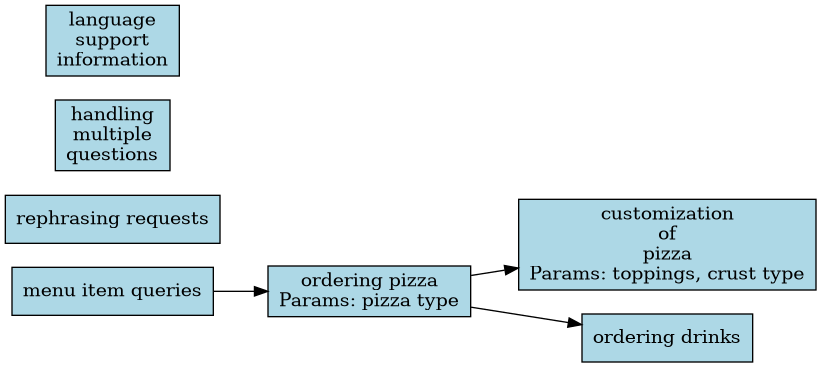 language
support
information
handling
multiple
questions
rephrasing requests
menu item queries
ordering pizza
Params: pizza type
customization
of
pizza
Params: toppings, crust type
ordering drinks